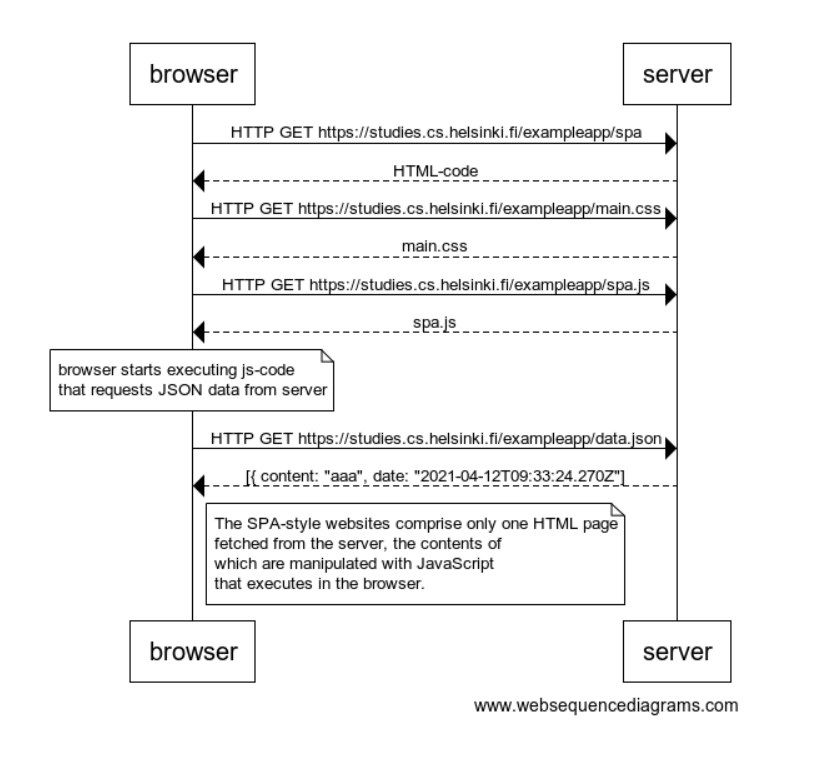 browser
server
HTTP GET https://studies.cs.helsinki.fi/exampleapp/spa
HTML-code
HTTP GET https://studies.cs.helsinki.fi/exampleapp/main.css
main.css
HTTP GET https://studies.cs.helsinki.fi/exampleapp/spa.js
spa.js
browser starts executing js-code
that requests JSON data from server
HTTP GET https://studies.cs.helsinki.fi/exampleapp/data.json
[{ content: "aaa", date: "2021-04-12T09:33:24.270Z"]
The SPA-style websites comprise only one HTML page
fetched from the server, the contents of
which are manipulated with JavaScript
that executes in the browser.
browser
server
www.websequencediagrams.com